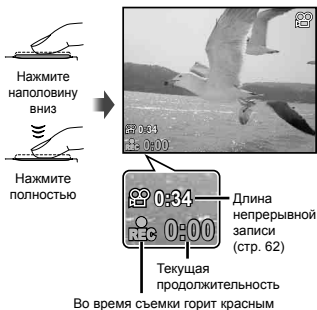 Нажмите
наполовину
вниз
Нажмите
полностью
0:34
REC 0:00
0:34
REC 0:00
Длина
непрерывной
записи
(стр. 62)
Текущая
продолжительность
Во время съемки горит красным